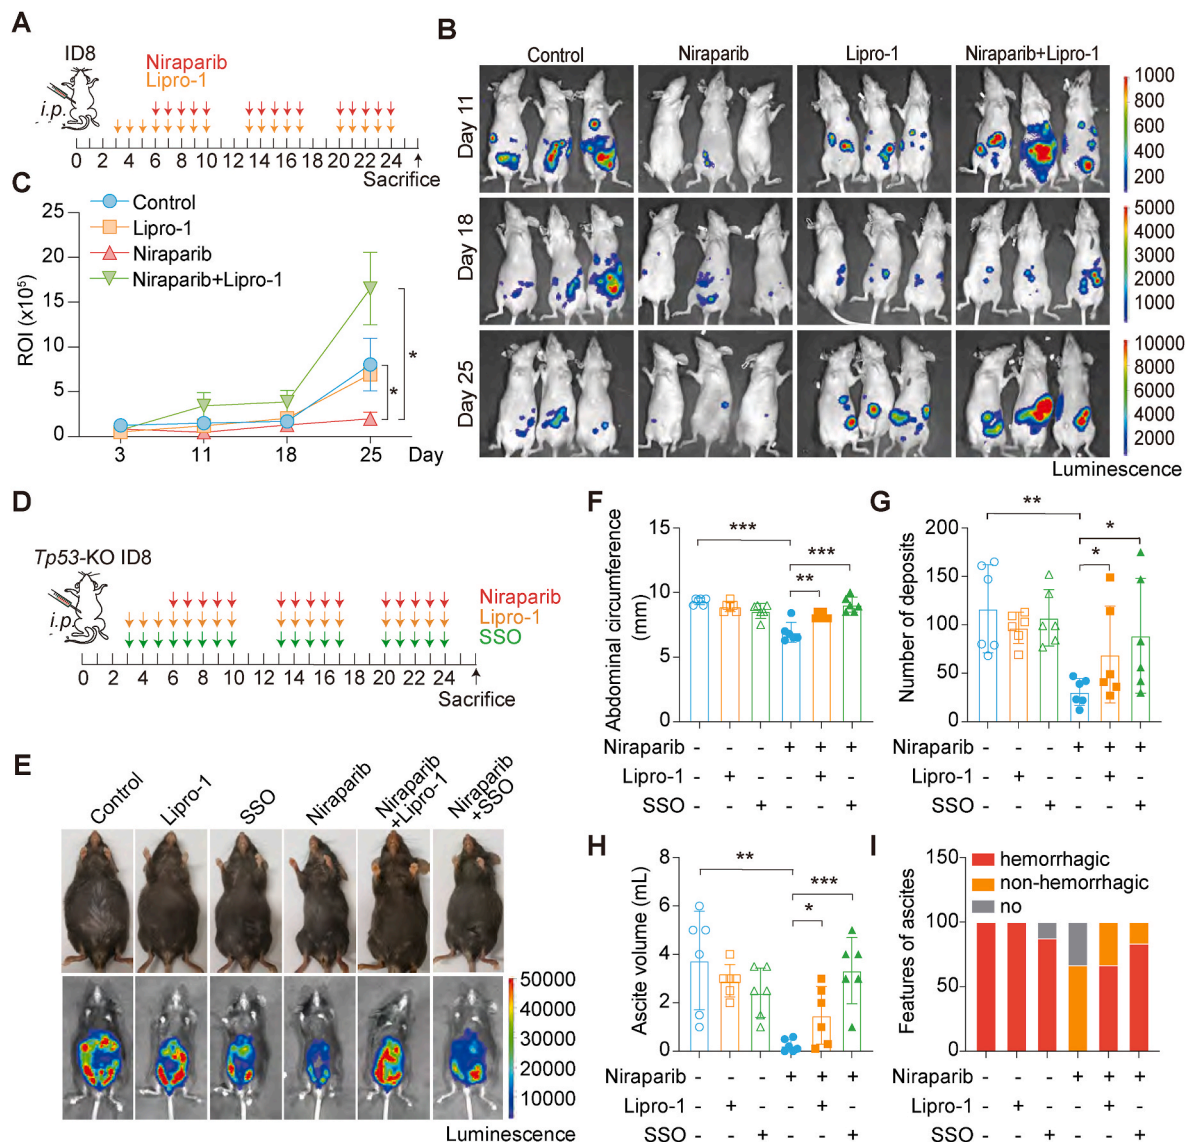 A
ID8
Niraparib
Lipro-1
i.p.
0 2 4 6 8 10 12 14 16 18 20 22 24
Sacrifice
B
Control Niraparib Lipro-1 Niraparib+Lipro-1
Day 11
1000
800
600
400
200
Day 18
5000
4000
3000
2000
1000
Day 25
10000
8000
6000
4000
2000
Luminescence
C
Control
Lipro-1
Niraparib
Niraparib+Lipro-1
ROI (x10⁵)
25
20
15
10
5
0
*
*
3 11 18 25 Day
D
Tp53-KO ID8
i.p.
Niraparib
Lipro-1
SSO
0 2 4 6 8 10 12 14 16 18 20 22 24
Sacrifice
E
Control
Lipro-1
SSO
Niraparib
Niraparib
+Lipro-1
Niraparib
+SSO
50000
40000
30000
20000
10000
Luminescence
F
Abdominal circumference
(mm)
15
10
5
0
***
***
**
Niraparib - - - + + +
Lipro-1 - + - - + -
SSO - - + - - +
G
Number of deposits
200
150
100
50
0
**
*
*
Niraparib - - - + + +
Lipro-1 - + - - + -
SSO - - + - - +
H
Ascite volume (mL)
8
6
4
2
0
**
***
*
Niraparib - - - + + +
Lipro-1 - + - - + -
SSO - - + - - +
I
Features of ascites
150
100
50
0
hemorrhagic
non-hemorrhagic
no
Niraparib - - - + + +
Lipro-1 - + - - + -
SSO - - + - - +